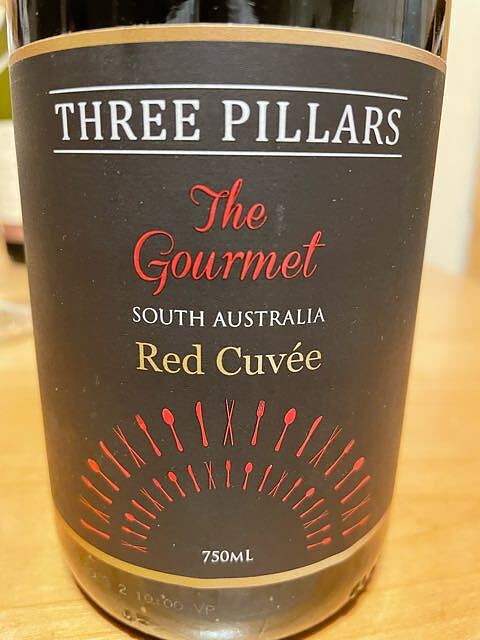 THREE PILLARS
The
Gourmet
SOUTH AUSTRALIA
Red Cuvée
750ML